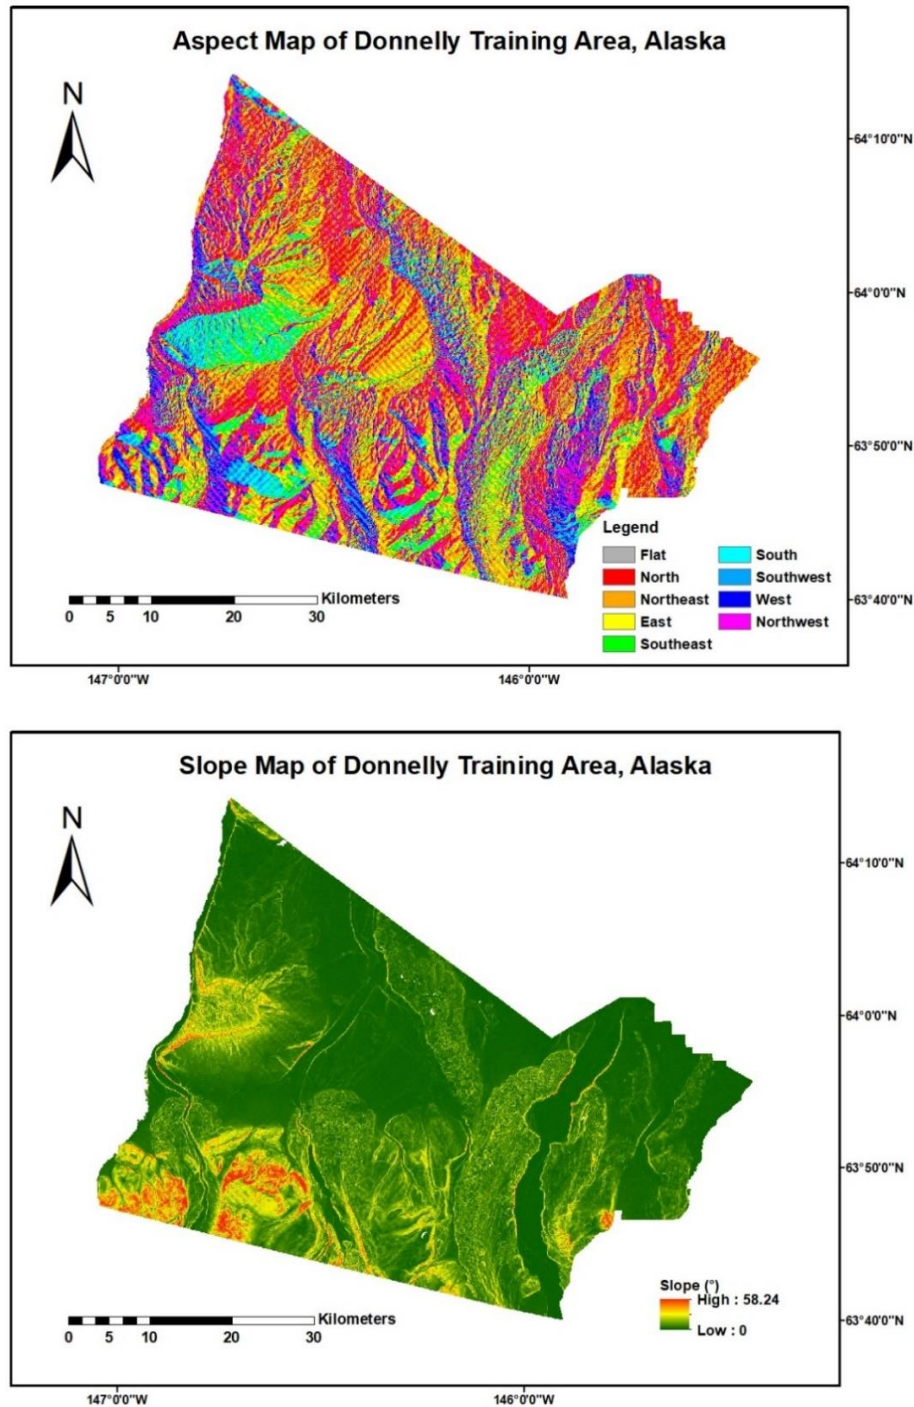 Aspect Map of Donnelly Training Area, Alaska
N
64°10'0"N
64°0'0"N
63°50'0"N
63°40'0"N
Legend
Flat
North
Northeast
East
Southeast
South
Southwest
West
Northwest
Kilometers
0 5 10 20 30
147°0'0"W 146°0'0"W
Slope Map of Donnelly Training Area, Alaska
N
64°10'0"N
64°0'0"N
63°50'0"N
63°40'0"N
Slope (°)
High : 58.24
Low : 0
Kilometers
0 5 10 20 30
147°0'0"W 146°0'0"W